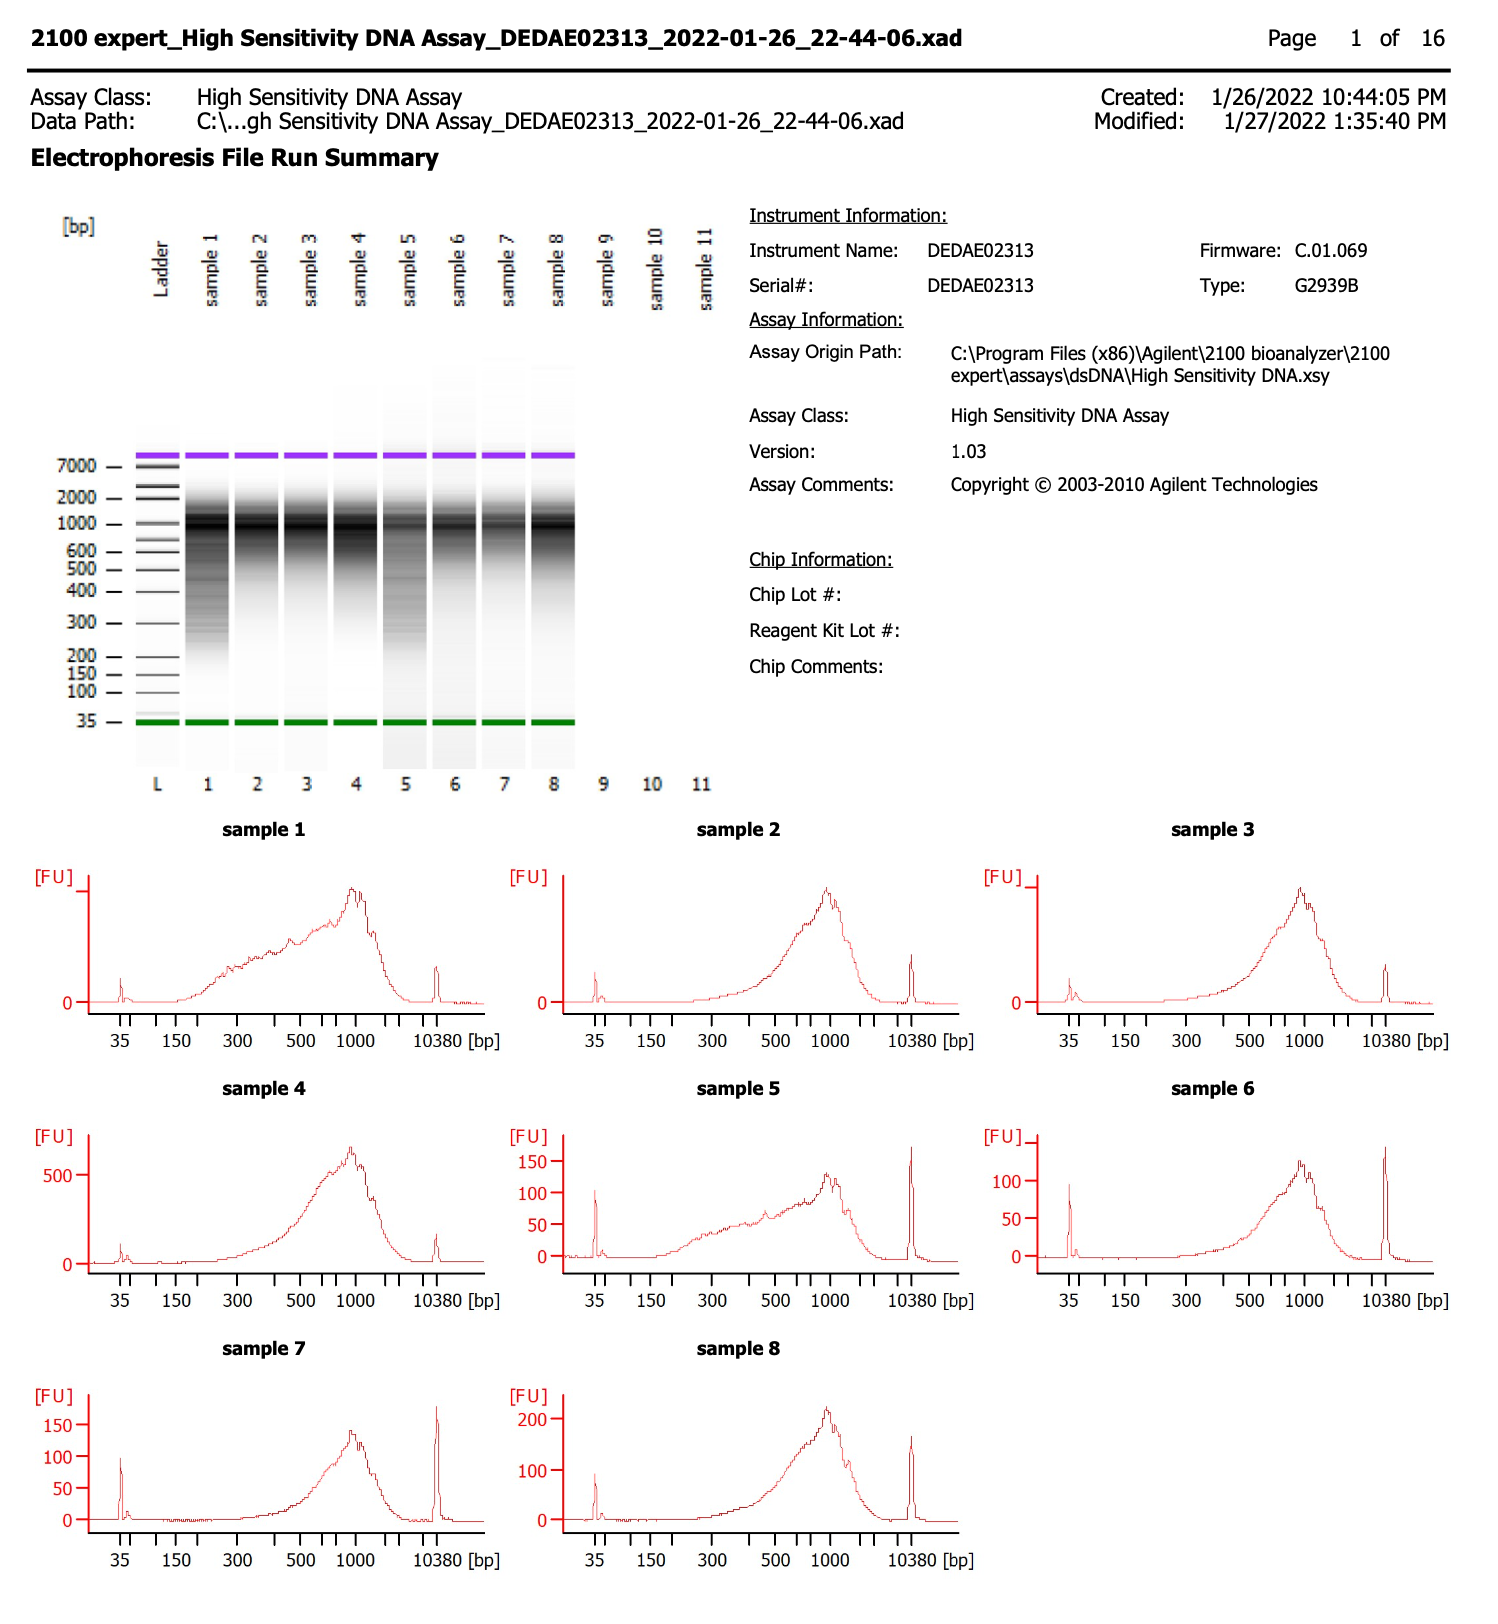 2100 expert_High Sensitivity DNA Assay_DEDAE02313_2022-01-26_22-44-06.xad Page 1 of 16
Assay Class: High Sensitivity DNA Assay Created: 1/26/2022 10:44:05 PM
Data Path: C:\...gh Sensitivity DNA Assay_DEDAE02313_2022-01-26_22-44-06.xad Modified: 1/27/2022 1:35:40 PM
Electrophoresis File Run Summary
[bp]
Ladder
sample 1
sample 2
sample 3
sample 4
sample 5
sample 6
sample 7
sample 8
sample 9
sample 10
sample 11
7000
2000
1000
600
500
400
300
200
150
100
35
L 1 2 3 4 5 6 7 8 9 10 11
Instrument Information:
Instrument Name: DEDAE02313 Firmware: C.01.069
Serial#: DEDAE02313 Type: G2939B
Assay Information:
Assay Origin Path: C:\Program Files (x86)\Agilent\2100 bioanalyzer\2100
expert\assays\dsDNA\High Sensitivity DNA.xsy
Assay Class: High Sensitivity DNA Assay
Version: 1.03
Assay Comments: Copyright © 2003-2010 Agilent Technologies
Chip Information:
Chip Lot #:
Reagent Kit Lot #:
Chip Comments:
sample 1
[FU]
0
35 150 300 500 1000 10380 [bp]
sample 2
[FU]
0
35 150 300 500 1000 10380 [bp]
sample 3
[FU]
0
35 150 300 500 1000 10380 [bp]
sample 4
[FU]
500
0
35 150 300 500 1000 10380 [bp]
sample 5
[FU]
150
100
50
0
35 150 300 500 1000 10380 [bp]
sample 6
[FU]
100
50
0
35 150 300 500 1000 10380 [bp]
sample 7
[FU]
150
100
50
0
35 150 300 500 1000 10380 [bp]
sample 8
[FU]
200
100
0
35 150 300 500 1000 10380 [bp]